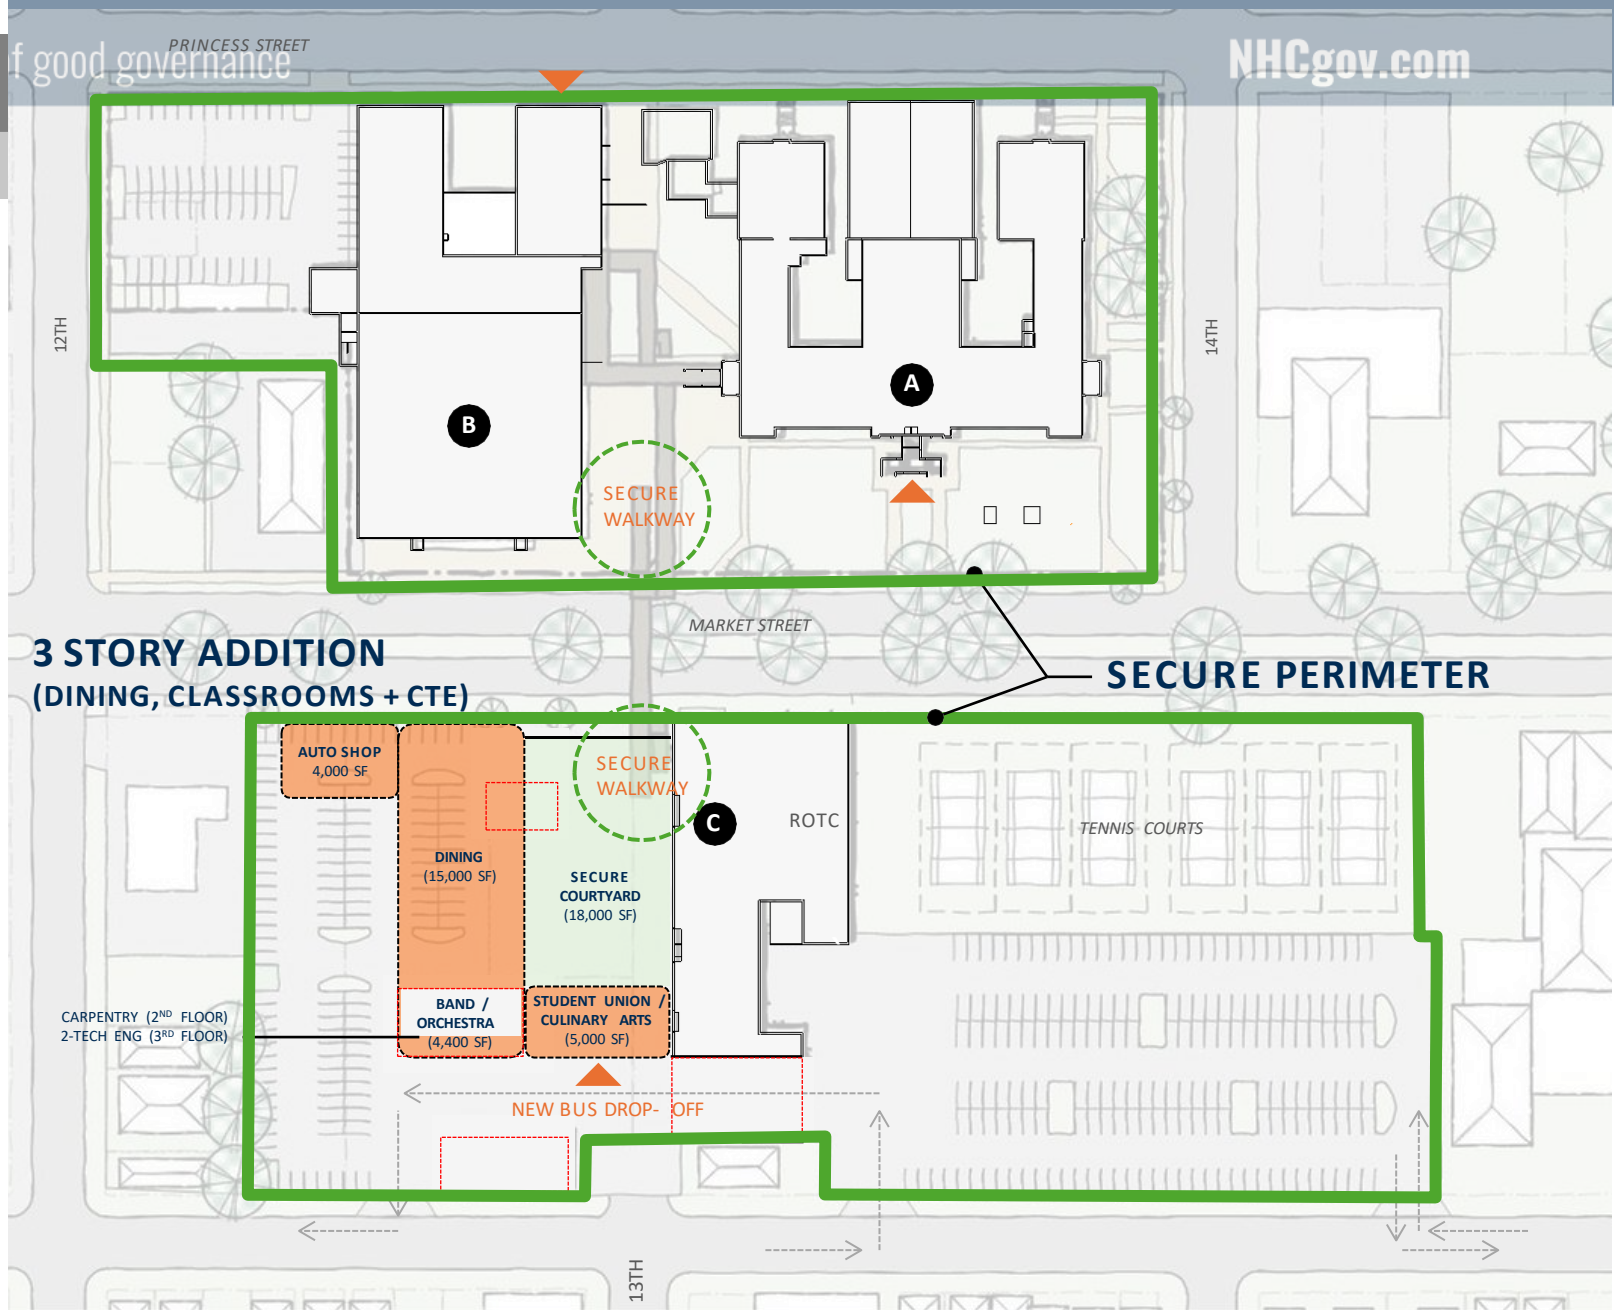 PRINCESS STREET
f good governance
NHCgov.com
12TH
14TH
A
B
SECURE
WALKWAY
MARKET STREET
3 STORY ADDITION
(DINING, CLASSROOMS + CTE)
SECURE PERIMETER
AUTO SHOP
4,000 SF
SECURE
WALKWAY
C
ROTC
TENNIS COURTS
DINING
(15,000 SF)
SECURE
COURTYARD
(18,000 SF)
BAND /
ORCHESTRA
(4,400 SF)
STUDENT UNION /
CULINARY ARTS
(5,000 SF)
CARPENTRY (2ND FLOOR)
2-TECH ENG (3RD FLOOR)
NEW BUS DROP- OFF
13TH